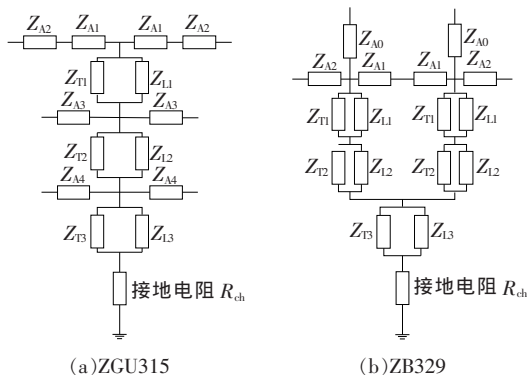 Z_A2 Z_A1 Z_A1 Z_A2
Z_T1 Z_L1
Z_A3 Z_A3
Z_T2 Z_L2
Z_A4 Z_A4
Z_T3 Z_L3
接地电阻 R_ch
(a)ZGU315
Z_A0 Z_A0
Z_A2 Z_A1 Z_A1 Z_A2
Z_T1 Z_L1 Z_T1 Z_L1
Z_T2 Z_L2 Z_T2 Z_L2
Z_T3 Z_L3
接地电阻 R_ch
(b)ZB329